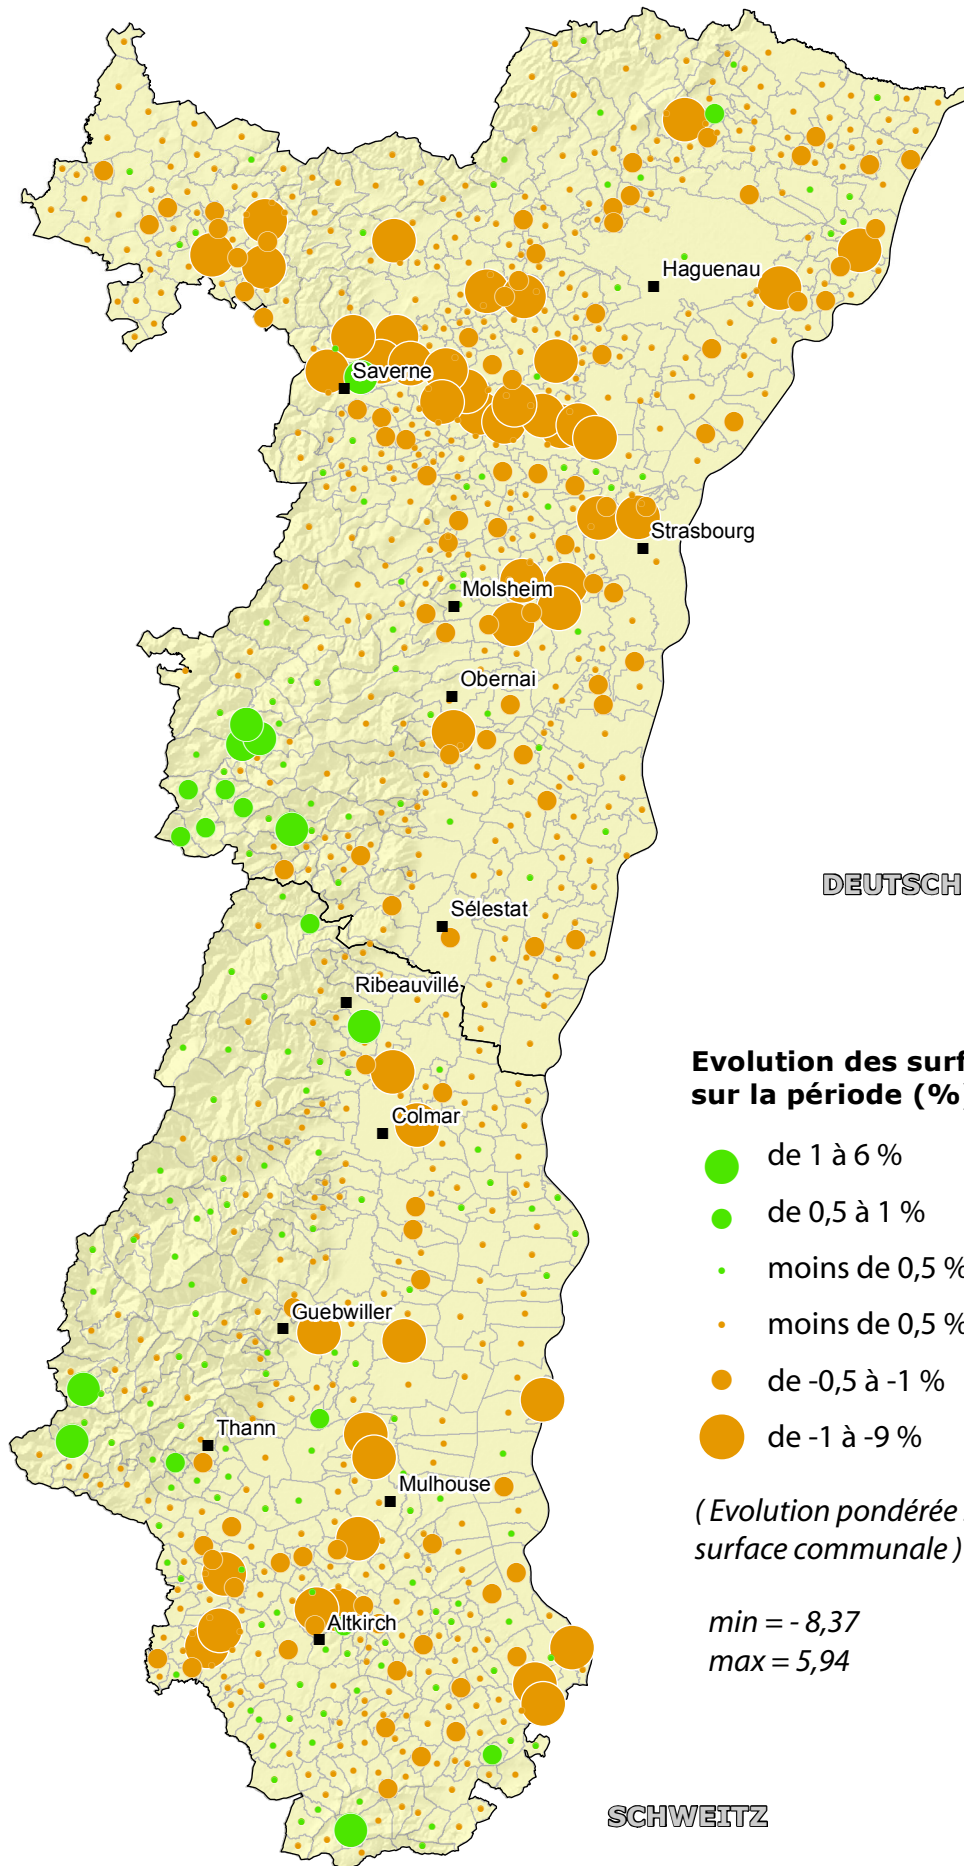 Haguenau
Saverne
Strasbourg
Molsheim
Obernai
DEUTSCH
Sélestat
Ribeauvillé
Evolution des surf
sur la période (%)
Colmar
de 1 à 6 %
de 0,5 à 1 %
moins de 0,5 %
Guebwiller
moins de 0,5 %
de -0,5 à -1 %
Thann
de -1 à -9 %
Mulhouse
( Evolution pondérée
surface communale )
Altkirch
min = - 8,37
max = 5,94
SCHWEITZ